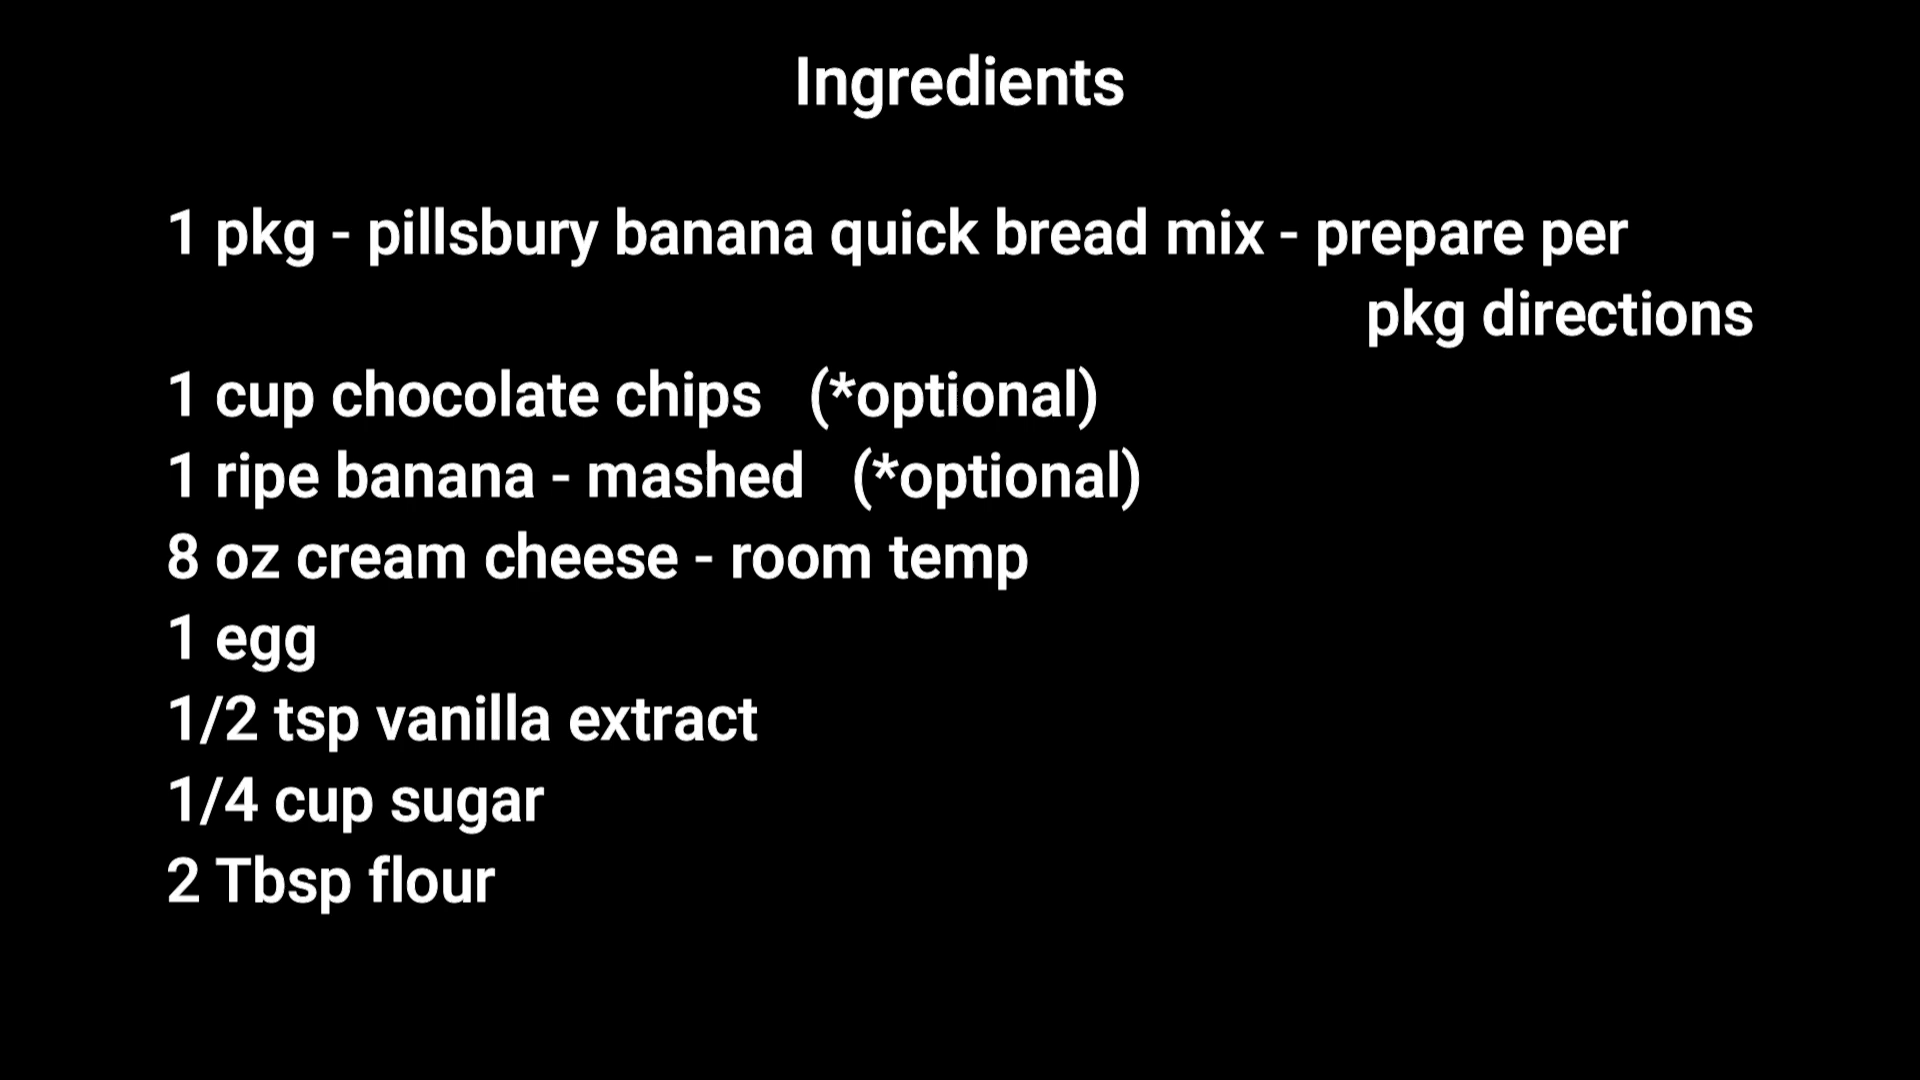 Ingredients
1 pkg - pillsbury banana quick bread mix - prepare per
pkg directions
1 cup chocolate chips (*optional)
1 ripe banana - mashed (*optional)
8 oz cream cheese - room temp
1 egg
1/2 tsp vanilla extract
1/4 cup sugar
2 Tbsp flour